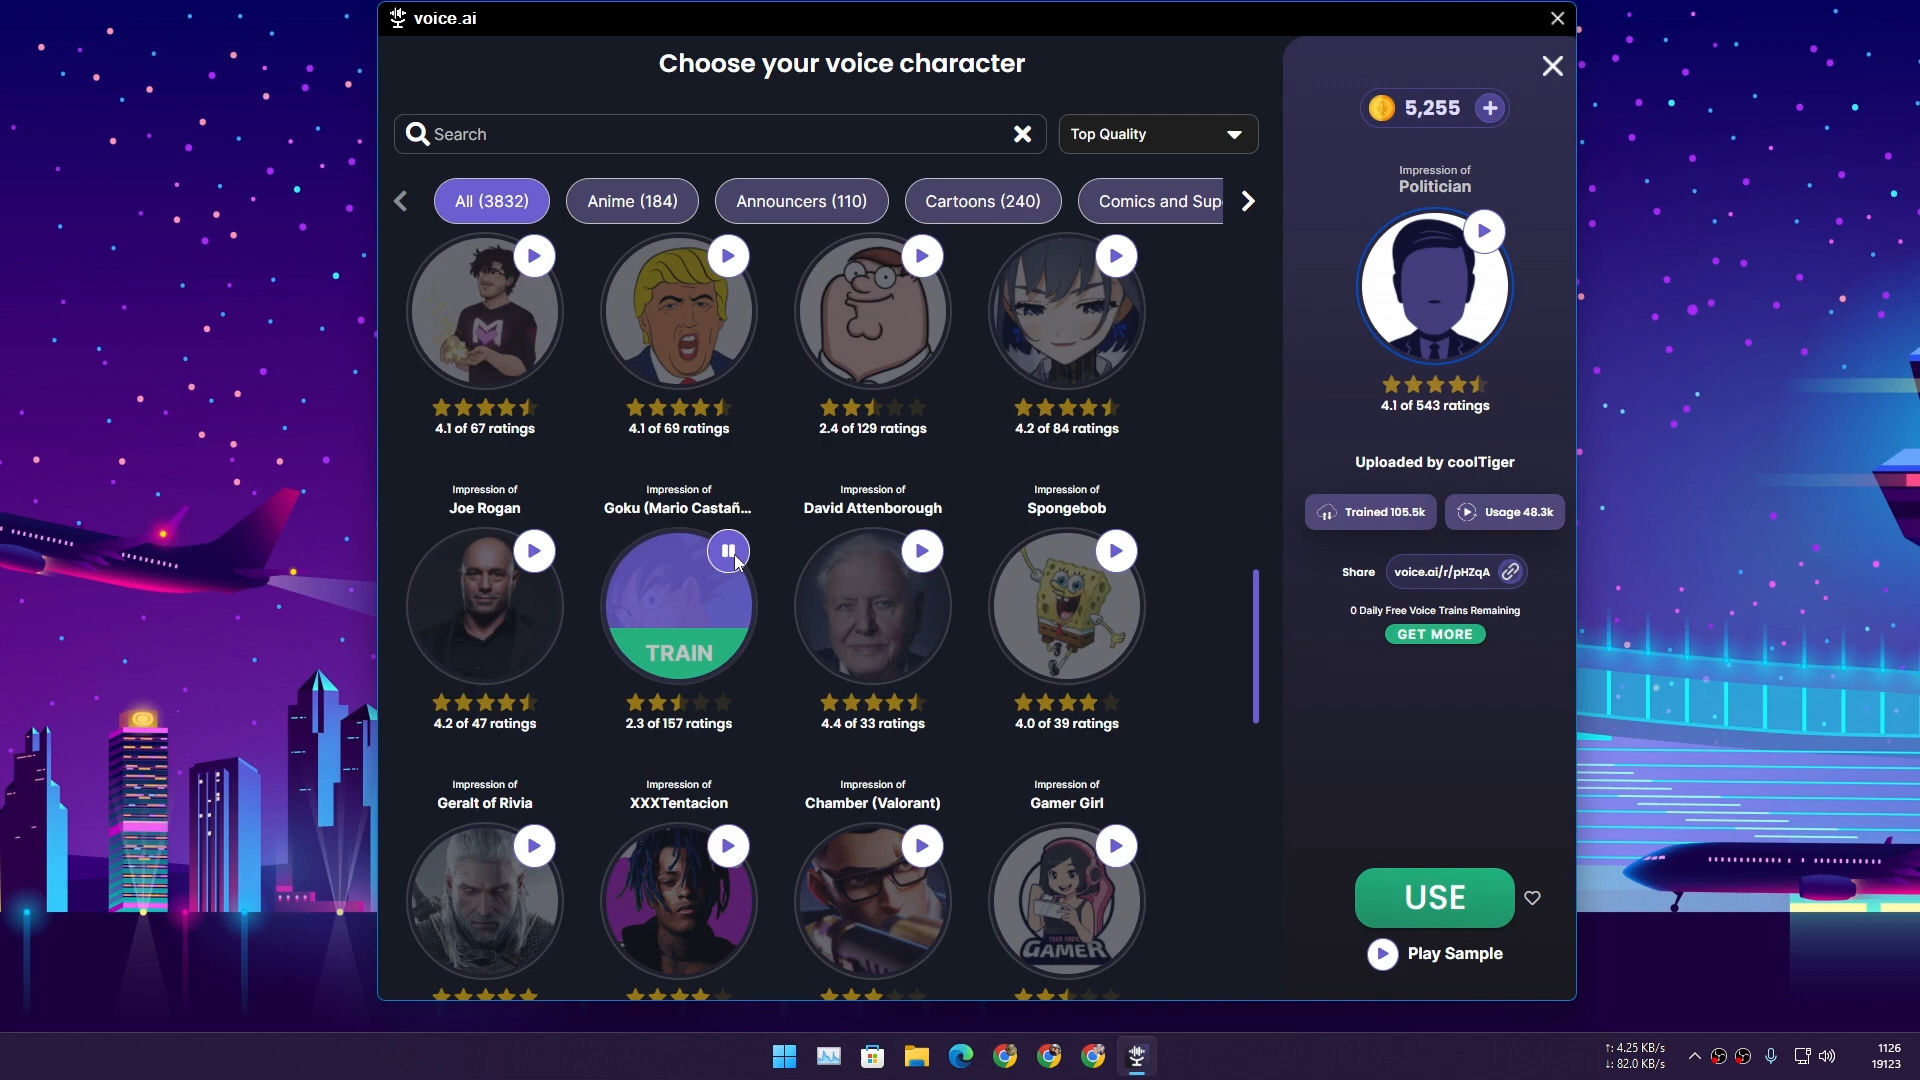 voice.ai
Choose your voice character
Search
Top Quality
All (3832)
Anime (184)
Announcers (110)
Cartoons (240)
Comics and Sup
4.1 of 67 ratings
4.1 of 69 ratings
2.4 of 129 ratings
4.2 of 84 ratings
Impression of
Joe Rogan
Impression of
Goku (Mario Castañ...
Impression of
David Attenborough
Impression of
Spongebob
TRAIN
4.2 of 47 ratings
2.3 of 157 ratings
4.4 of 33 ratings
4.0 of 39 ratings
Impression of
Geralt of Rivia
Impression of
XXXTentacion
Impression of
Chamber (Valorant)
Impression of
Gamer Girl
GAMER
5,255
Impression of
Politician
4.1 of 543 ratings
Uploaded by coolTiger
Trained 105.5k
Usage 48.3k
Share
voice.ai/r/pHZqA
0 Daily Free Voice Trains Remaining
GET MORE
USE
Play Sample
↑: 4.25 KB/s
↓: 82.0 KB/s
1126
19123